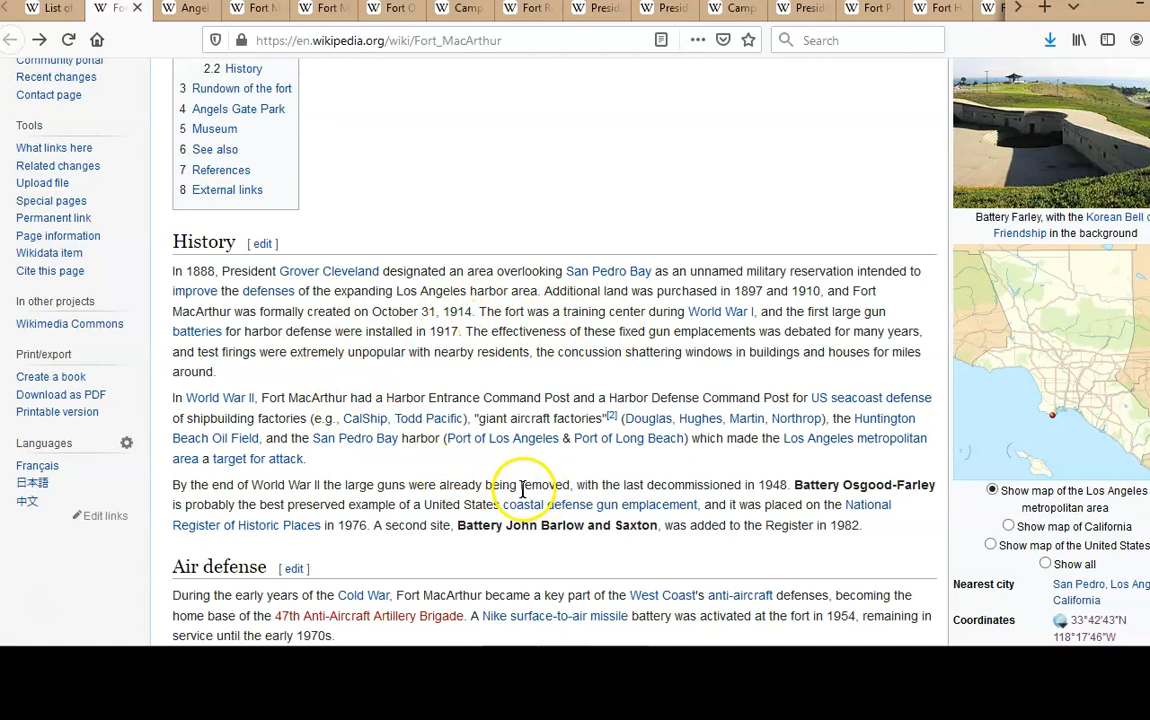 List of
Fo
Angel
Fort M
Fort M
Fort O
Camp
Fort R
Presid
Presid
Camp
Presid
Fort P
Fort H
https://en.wikipedia.org/wiki/Fort_MacArthur
Search
Community portal
Recent changes
Contact page
Tools
What links here
Related changes
Upload file
Special pages
Permanent link
Page information
Wikidata item
Cite this page
In other projects
Wikimedia Commons
Print/export
Create a book
Download as PDF
Printable version
Languages
Français
日本語
中文
Edit links
2.2 History
3 Rundown of the fort
4 Angels Gate Park
5 Museum
6 See also
7 References
8 External links
History [ edit ]
In 1888, President Grover Cleveland designated an area overlooking San Pedro Bay as an unnamed military reservation intended to
improve the defenses of the expanding Los Angeles harbor area. Additional land was purchased in 1897 and 1910, and Fort
MacArthur was formally created on October 31, 1914. The fort was a training center during World War I, and the first large gun
batteries for harbor defense were installed in 1917. The effectiveness of these fixed gun emplacements was debated for many years,
and test firings were extremely unpopular with nearby residents, the concussion shattering windows in buildings and houses for miles
around.
In World War II, Fort MacArthur had a Harbor Entrance Command Post and a Harbor Defense Command Post for US seacoast defense
of shipbuilding factories (e.g., CalShip, Todd Pacific), "giant aircraft factories"[2] (Douglas, Hughes, Martin, Northrop), the Huntington
Beach Oil Field, and the San Pedro Bay harbor (Port of Los Angeles & Port of Long Beach) which made the Los Angeles metropolitan
area a target for attack.
By the end of World War II the large guns were already being removed, with the last decommissioned in 1948. Battery Osgood-Farley
is probably the best preserved example of a United States coastal defense gun emplacement, and it was placed on the National
Register of Historic Places in 1976. A second site, Battery John Barlow and Saxton, was added to the Register in 1982.
Air defense [ edit ]
During the early years of the Cold War, Fort MacArthur became a key part of the West Coast's anti-aircraft defenses, becoming the
home base of the 47th Anti-Aircraft Artillery Brigade. A Nike surface-to-air missile battery was activated at the fort in 1954, remaining in
service until the early 1970s.
Battery Farley, with the Korean Bell o
Friendship in the background
Show map of the Los Angeles
metropolitan area
Show map of California
Show map of the United States
Show all
Nearest city San Pedro, Los Ang
California
Coordinates 33°42′43″N
118°17′46″W